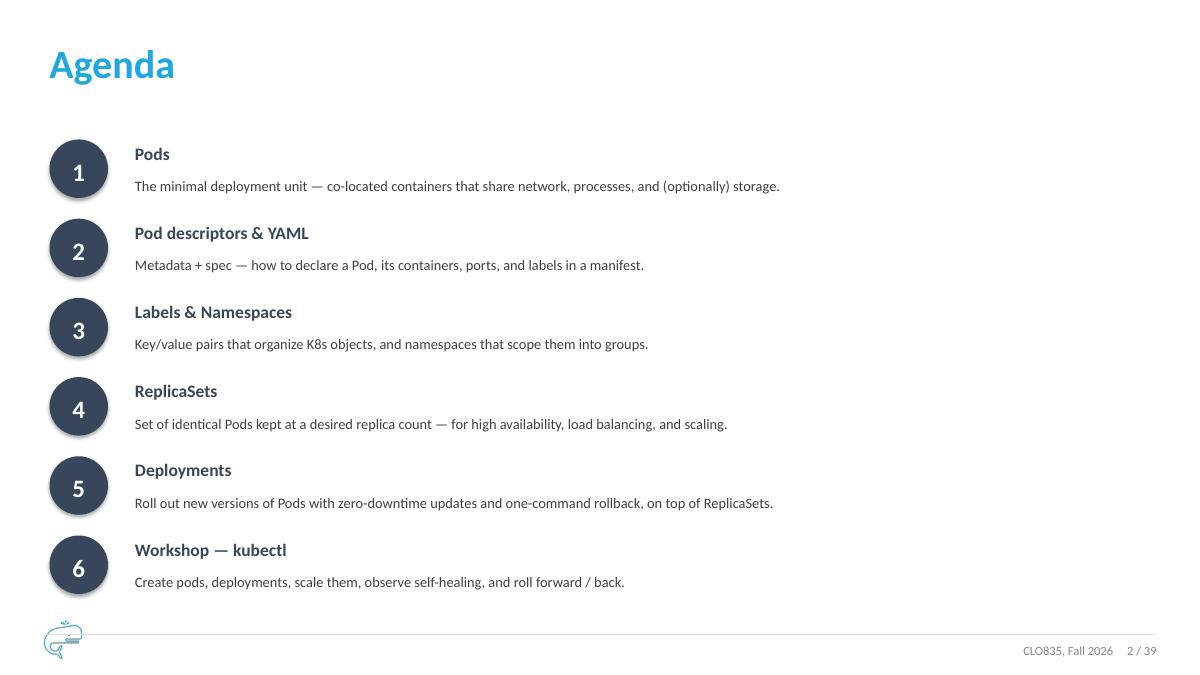 Agenda
1
Pods
The minimal deployment unit — co-located containers that share network, processes, and (optionally) storage.
2
Pod descriptors & YAML
Metadata + spec — how to declare a Pod, its containers, ports, and labels in a manifest.
3
Labels & Namespaces
Key/value pairs that organize K8s objects, and namespaces that scope them into groups.
4
ReplicaSets
Set of identical Pods kept at a desired replica count — for high availability, load balancing, and scaling.
5
Deployments
Roll out new versions of Pods with zero-downtime updates and one-command rollback, on top of ReplicaSets.
6
Workshop — kubectl
Create pods, deployments, scale them, observe self-healing, and roll forward / back.
CLO835, Fall 2026 2 / 39